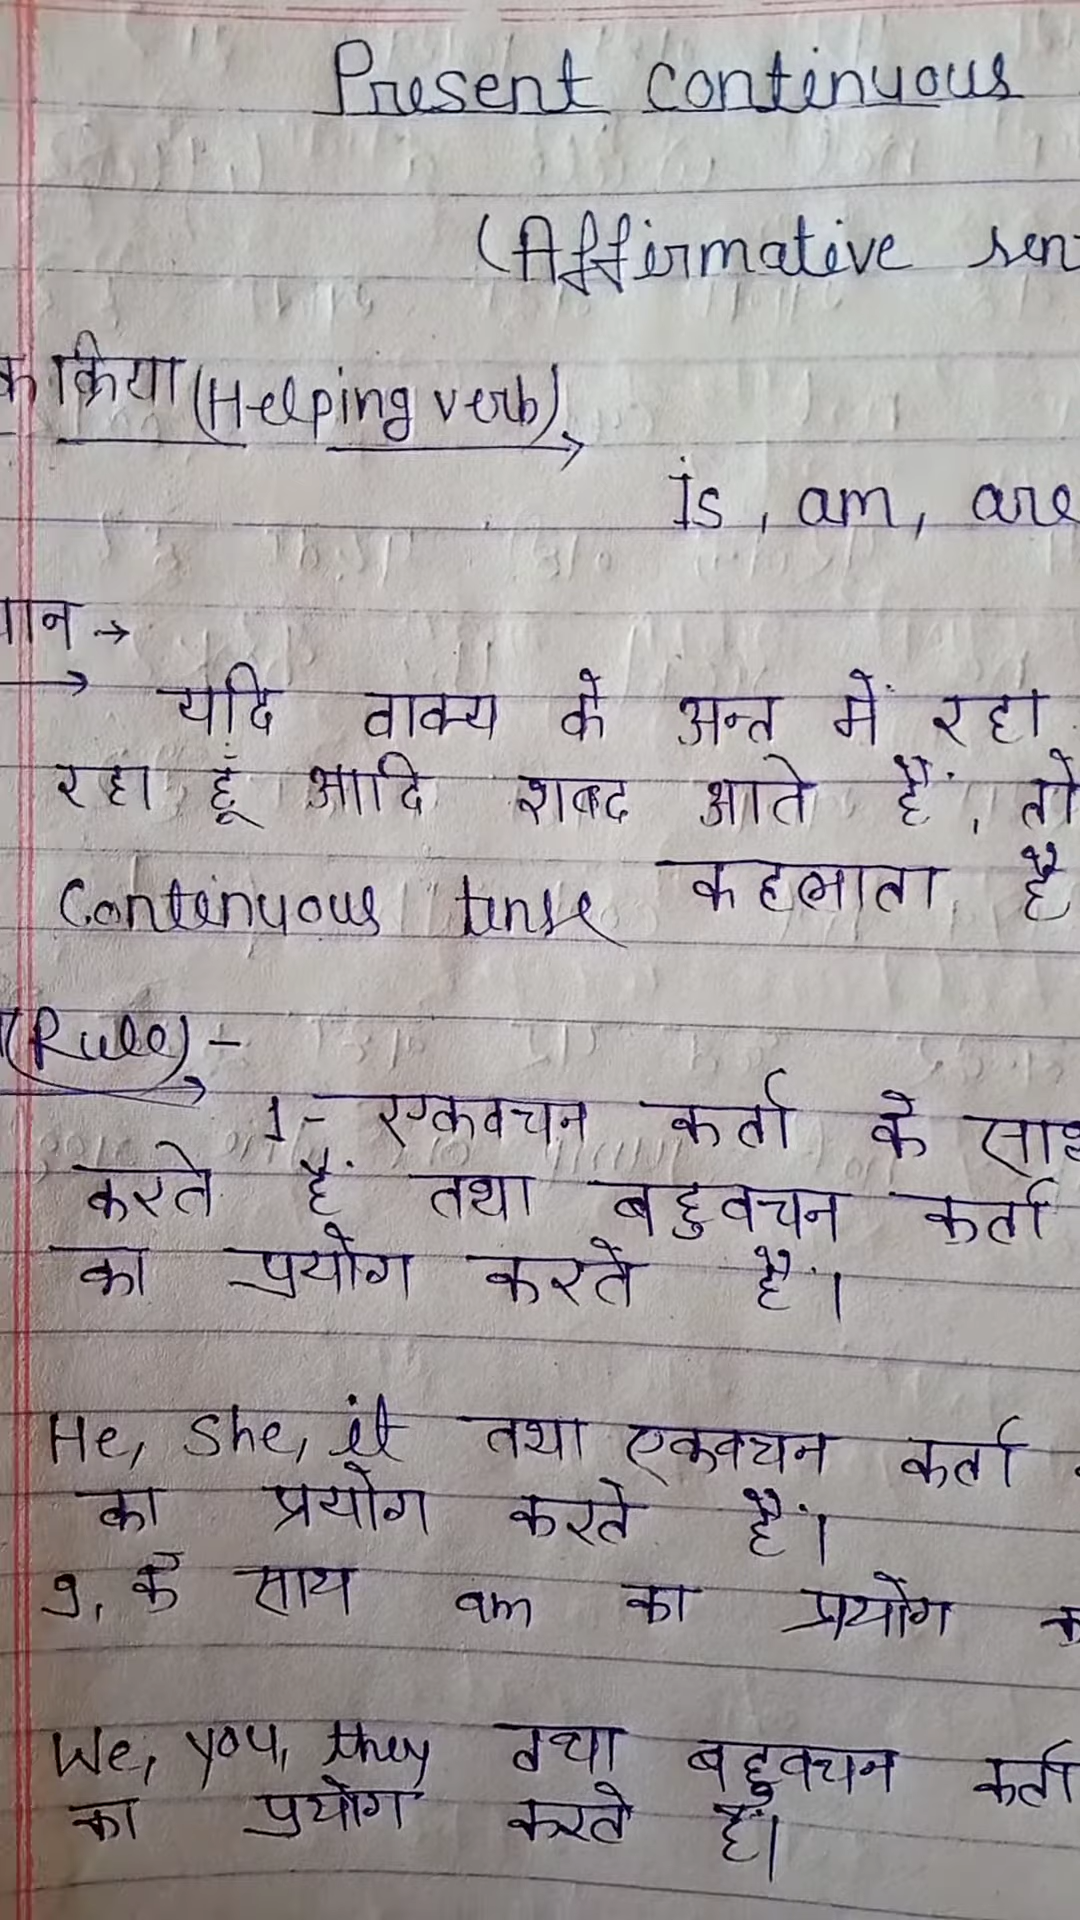 Present continuous
(Affirmative sen
क क्रिया (Helping verb)
is, am, are
ान →
यदि वाक्य के अन्त में रहा
रहा हूँ आदि शब्द आते हैं, तो
Continuous tense कहलाता है
(Rule) -
1- एकवचन कर्ता के साथ
करते हैं तथा बहुवचन कर्ता
का प्रयोग करते हैं।
He, she, it तथा एकवचन कर्ता
का प्रयोग करते हैं।
I, के साथ am का प्रयोग क
We, you, they तथा बहुवचन कर्ता
का प्रयोग करते हैं।